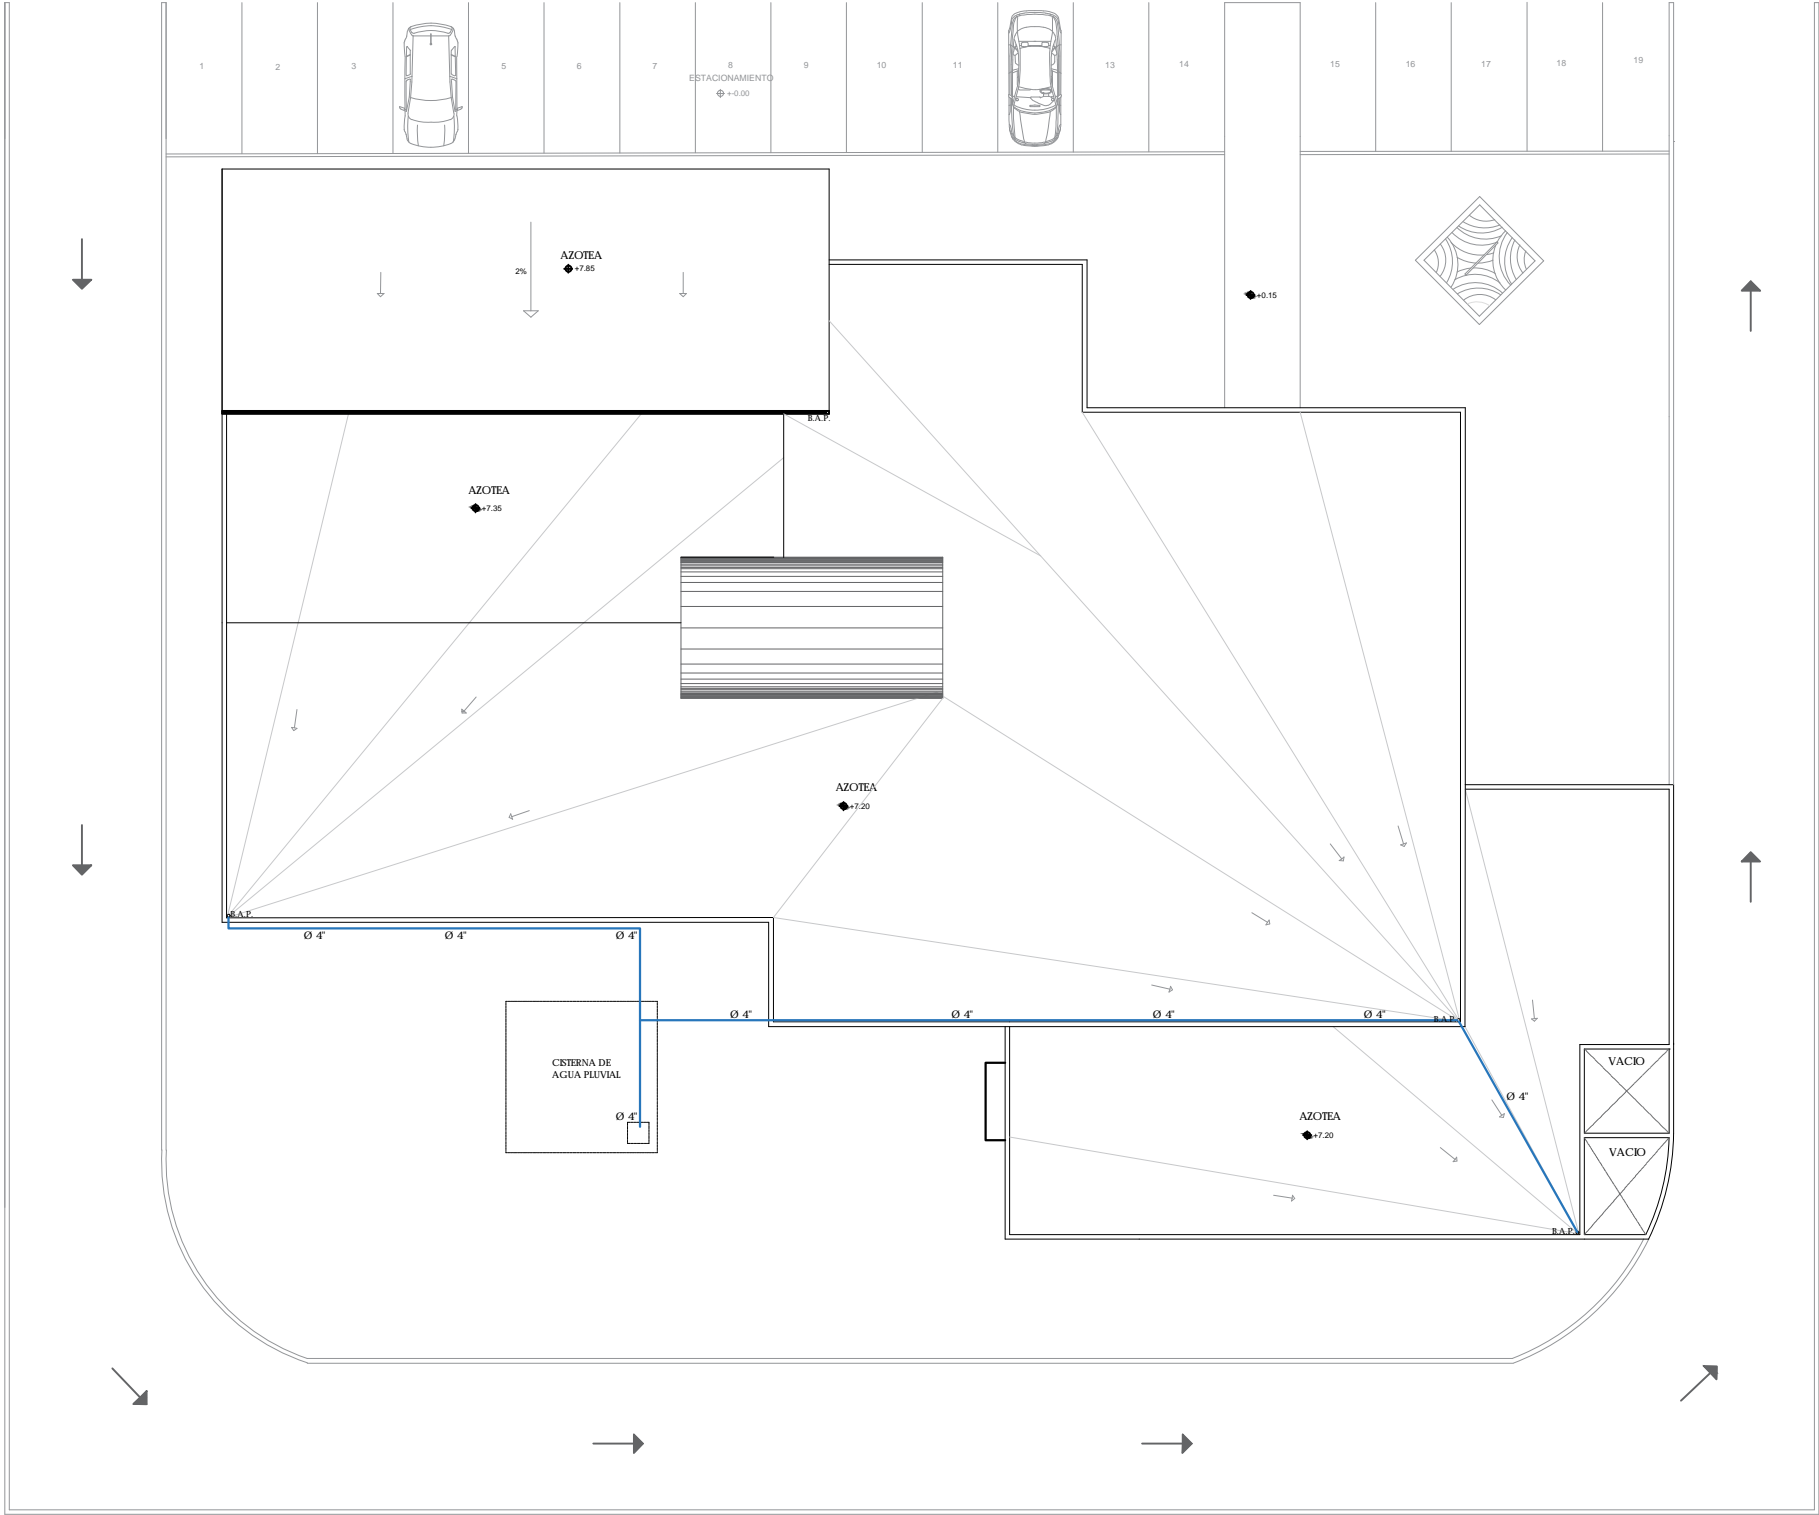 1
2
3
5
6
7
8
9
10
11
13
14
15
16
17
18
19
ESTACIONAMIENTO
+-0.00
AZOTEA
+7.85
2%
+0.15
B.A.P.
AZOTEA
+7.35
AZOTEA
+7.20
B.A.P.
Ø 4"
Ø 4"
Ø 4"
Ø 4"
Ø 4"
Ø 4"
Ø 4"
B.A.P.
CISTERNA DE
AGUA PLUVIAL
VACIO
Ø 4"
Ø 4"
AZOTEA
+7.20
VACIO
B.A.P.